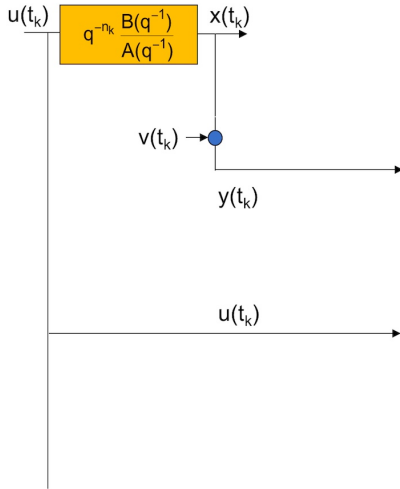 u(t_k) x(t_k)
q^{-n_k} B(q^{-1})
A(q^{-1})
v(t_k)
y(t_k)
u(t_k)